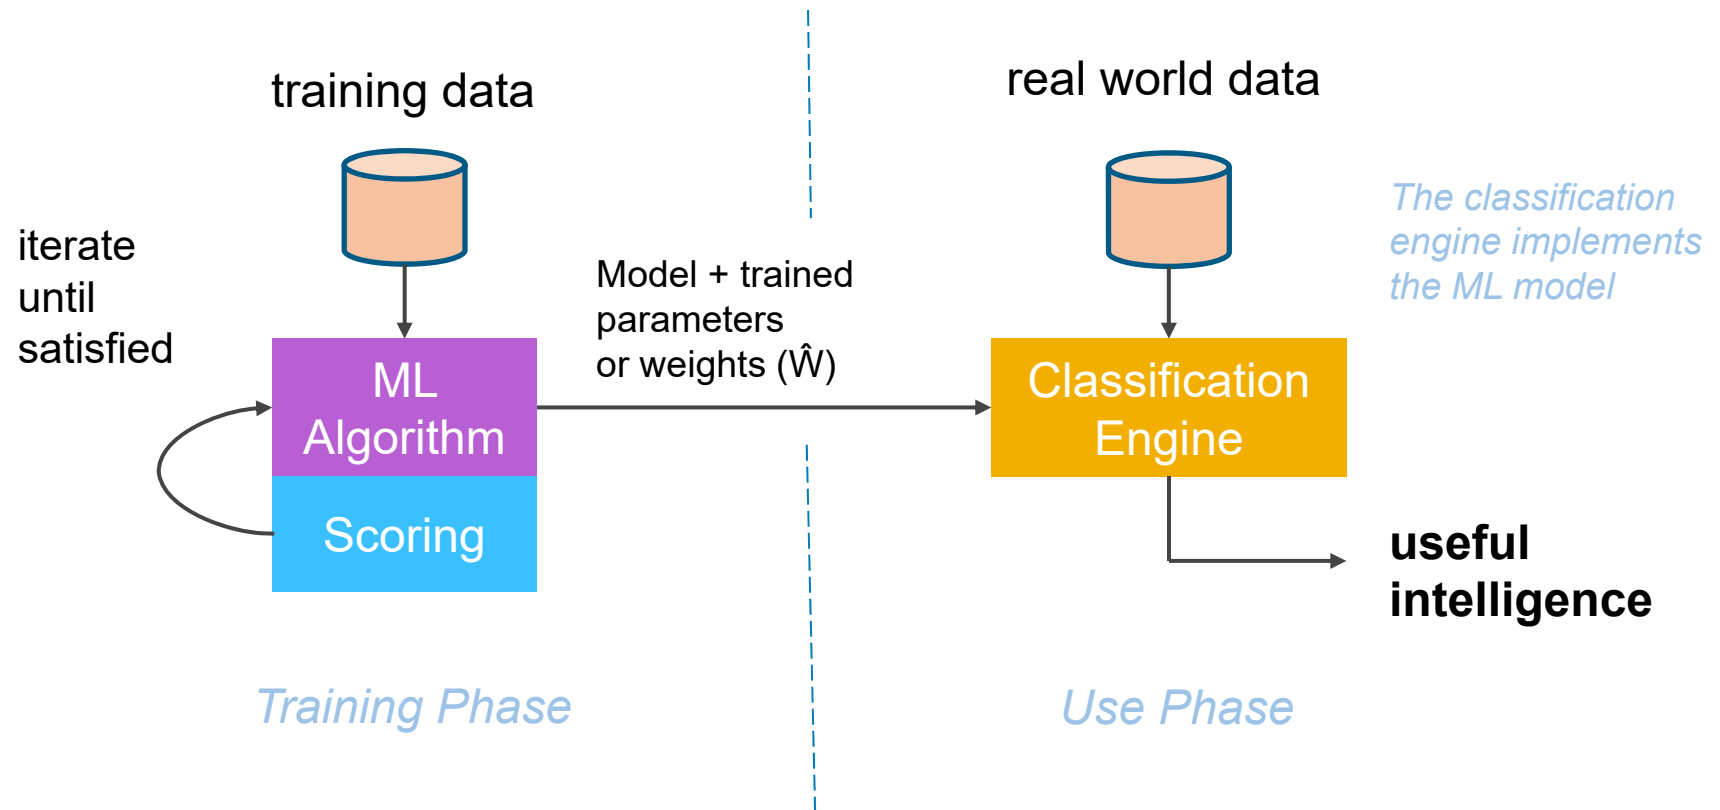 training data
real world data
iterate
until
satisfied
Model + trained
parameters
or weights (Ŵ)
The classification
engine implements
the ML model
ML
Algorithm
Scoring
Classification
Engine
useful
intelligence
Training Phase
Use Phase